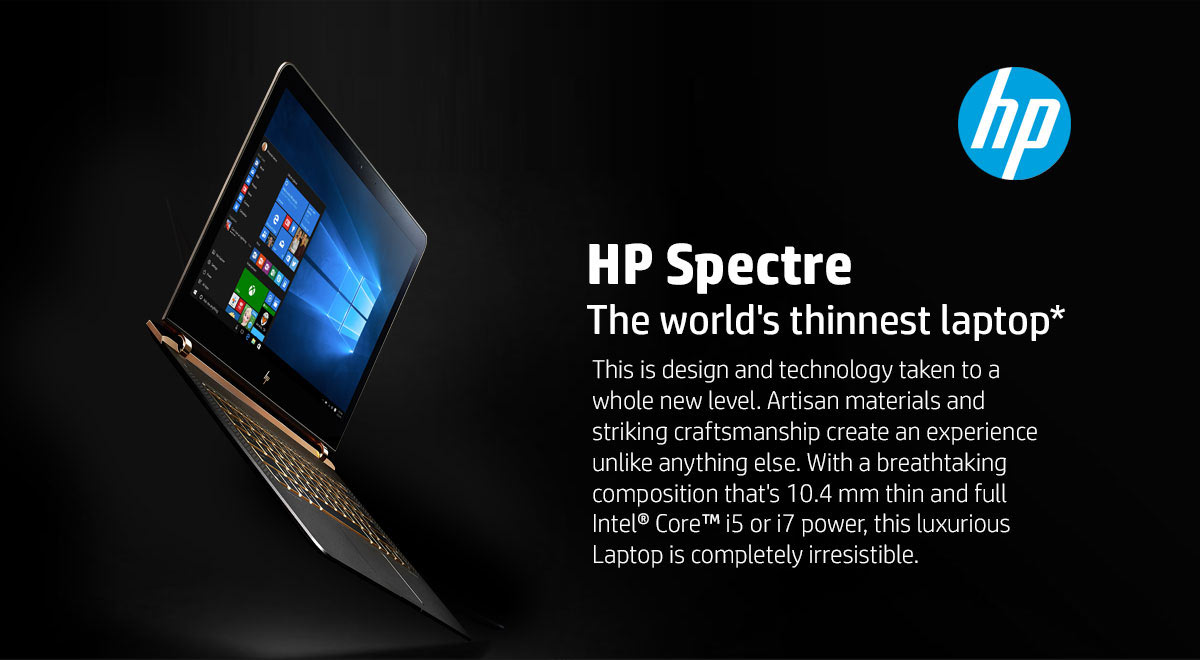 hp
HP Spectre
The world's thinnest laptop*
This is design and technology taken to a
whole new level. Artisan materials and
striking craftsmanship create an experience
unlike anything else. With a breathtaking
composition that's 10.4 mm thin and full
Intel® Core™ i5 or i7 power, this luxurious
Laptop is completely irresistible.